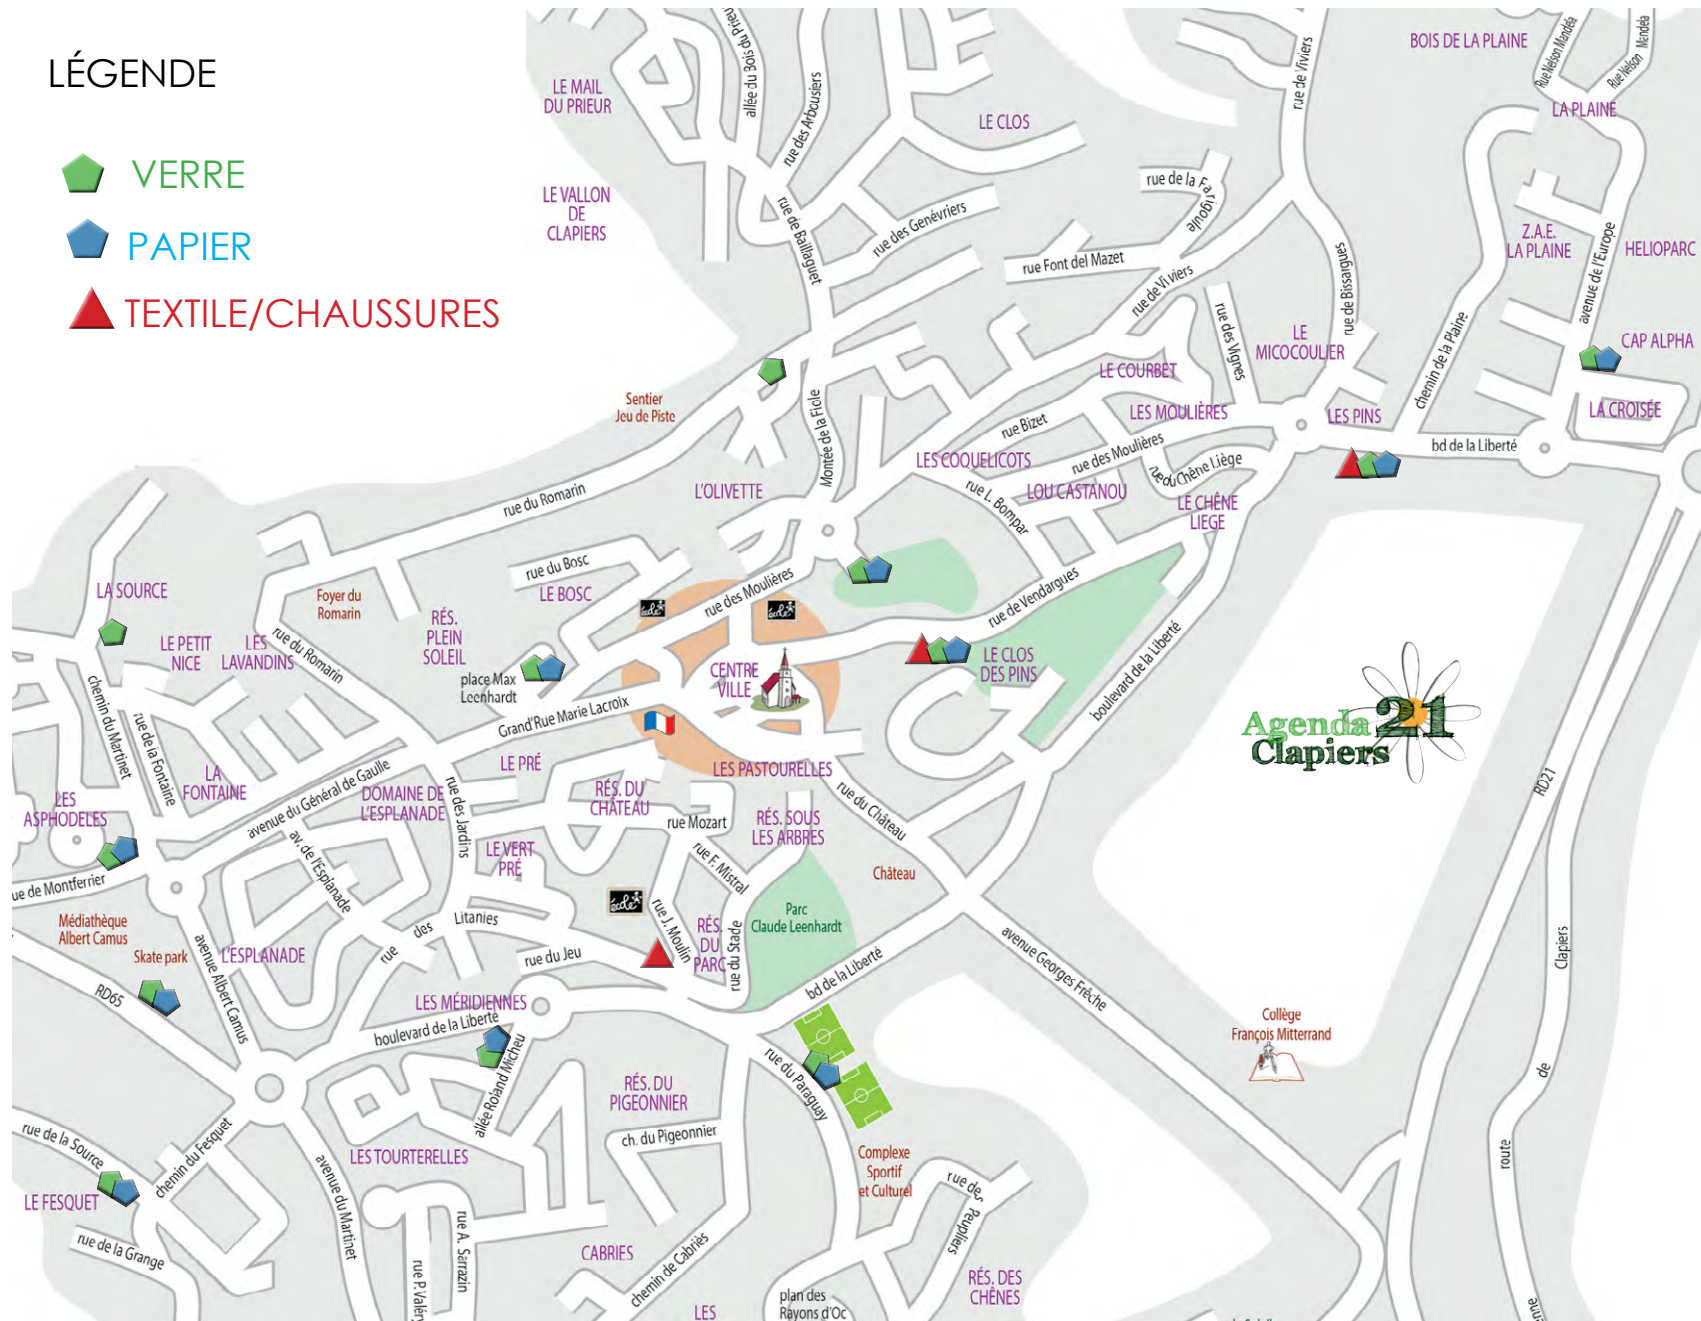 LÉGENDE
VERRE
PAPIER
TEXTILE/CHAUSSURES
LE MAIL
DU PRIEUR
allée du Bois du Prieu
rue des Arbousiers
LE CLOS
rue de Viviers
BOIS DE LA PLAINE
Rue Nelson Mandela
Rue Nelson Mandela
LA PLAINE
LE VALLON
DE
CLAPIERS
rue de Baillaguet
rue des Genévriers
rue de la Farigoule
rue Font del Mazet
rue de Viviers
rue de Bissargues
Z.A.E.
LA PLAINE
avenue de l'Europe
HELIOPARC
rue des Vignes
LE
MICOCOULIER
chemin de la Plaine
CAP ALPHA
LE COURBET
Sentier
Jeu de Piste
Montée de la Fiole
rue Bizet
LES MOULIÈRES
LES PINS
LA CROISÉE
bd de la Liberté
LES COQUELICOTS
rue des Moulières
rue du Chêne Liège
L'OLIVETTE
rue du Romarin
rue L. Bompar
LOU CASTANOU
LE CHÊNE
LIEGE
rue du Bosc
LE BOSC
rue des Moulières
école
école
rue de Vendargues
LA SOURCE
Foyer du
Romarin
RÉS.
PLEIN
SOLEIL
LE PETIT
NICE
LES
LAVANDINS
rue du Romarin
place Max
Leenhardt
CENTRE
VILLE
LE CLOS
DES PINS
boulevard de la Liberté
Grand'Rue Marie Lacroix
chemin du Martinet
rue de la Fontaine
Agenda 21
Clapiers
LE PRÉ
LES PASTOURELLES
RD21
LA
FONTAINE
avenue du Général de Gaulle
DOMAINE DE
L'ESPLANADE
rue des Jardins
RÉS. DU
CHÂTEAU
rue Mozart
RÉS. SOUS
LES ARBRES
rue du Château
LES
ASPHODELES
av. de l'Esplanade
LE VERT
PRÉ
rue F. Mistral
Château
ue de Montferrier
école
rue J. Moulin
Parc
Claude Leenhardt
Médiathèque
Albert Camus
Skate park
rue des Litanies
RÉS.
DU
PARC
rue du Stade
avenue Georges Frêche
Clapiers
L'ESPLANADE
rue du Jeu
bd de la Liberté
avenue Albert Camus
RD65
LES MÉRIDIENNES
boulevard de la Liberté
Collège
François Mitterrand
allée Roland Micheu
rue du Paraguay
RÉS. DU
PIGEONNIER
de
rue de la Source
chemin du Fesquet
LES TOURTERELLES
ch. du Pigeonnier
Complexe
Sportif
et Culturel
route
LE FESQUET
avenue du Martinet
rue des Peupliers
rue de la Grange
rue A. Sarrazin
rue P. Valéry
CABRIES
chemin de Cabriès
RÉS. DES
CHÊNES
plan des
Rayons d'Oc
LES